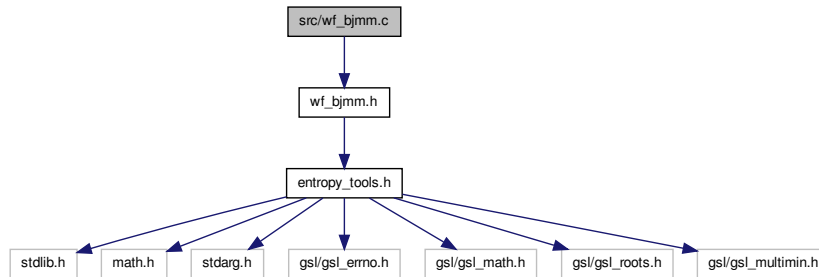 src/wf_bjmm.c
wf_bjmm.h
entropy_tools.h
stdlib.h
math.h
stdarg.h
gsl/gsl_errno.h
gsl/gsl_math.h
gsl/gsl_roots.h
gsl/gsl_multimin.h